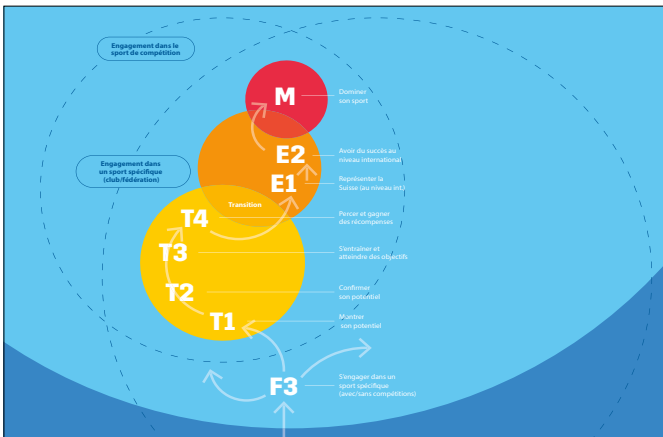 Engagement dans le
sport de compétition
M
Dominer
son sport
E2
Avoir du succès au
niveau international
Engagement dans
un sport spécifique
(club/fédération)
E1
Représenter la
Suisse (au niveau int.)
Transition
T4
Percer et gagner
des récompenses
T3
S'entraîner et
atteindre des objectifs
T2
Confirmer
son potentiel
T1
Montrer
son potentiel
F3
S'engager dans un
sport spécifique
(avec/sans compétitions)